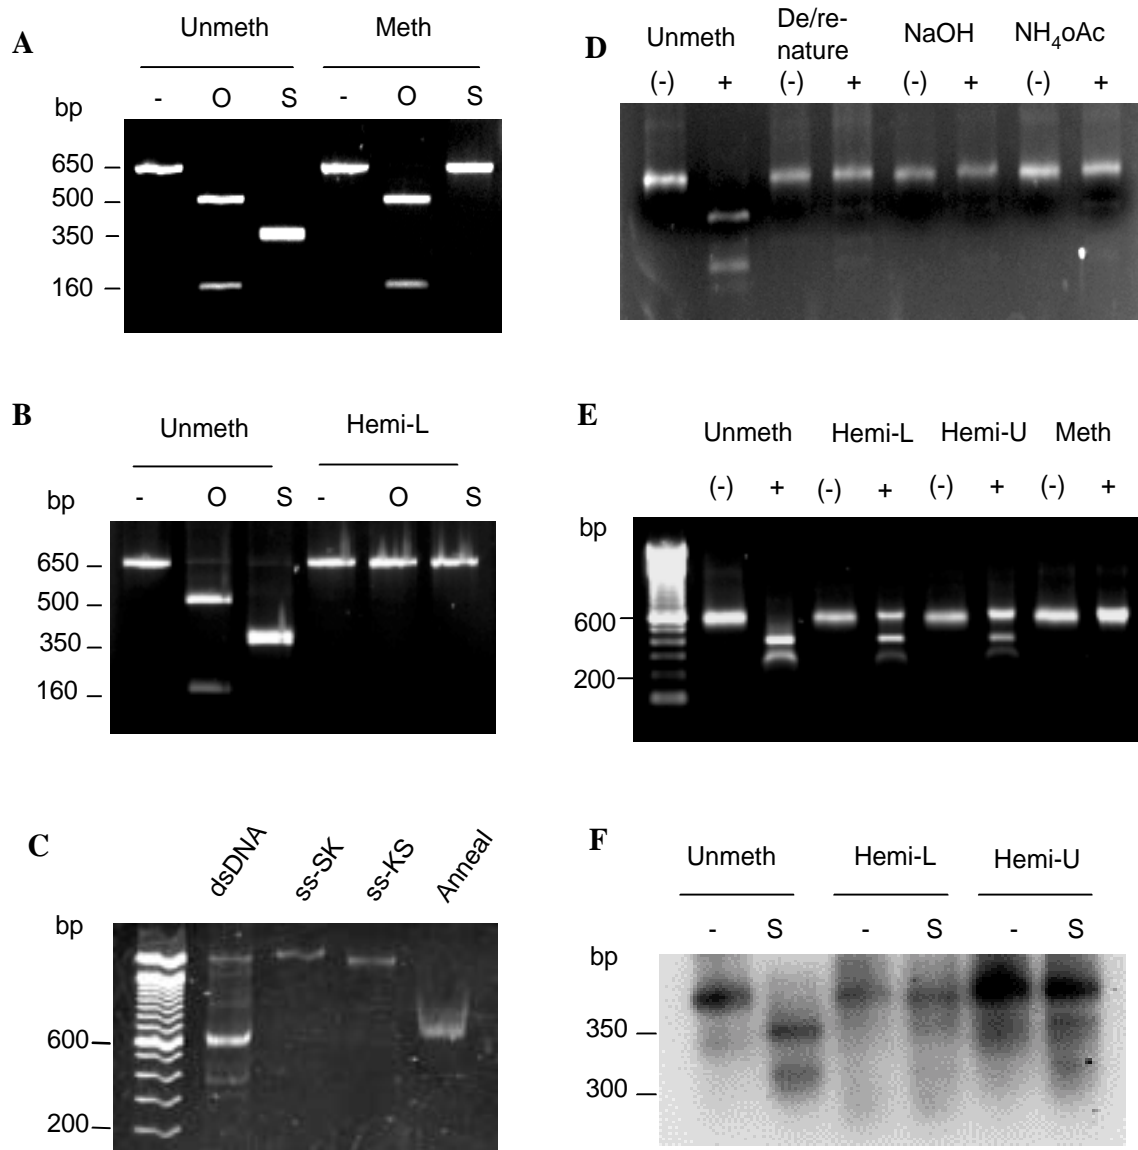 A
Unmeth Meth
bp - O S - O S
650
500
350
160
B
Unmeth Hemi-L
bp - O S - O S
650
500
350
160
C
dsDNA ss-SK ss-KS Anneal
bp
600
200
D
Unmeth De/re-nature NaOH NH₄oAc
(-) + (-) + (-) + (-) +
E
Unmeth Hemi-L Hemi-U Meth
(-) + (-) + (-) + (-) +
bp
600
200
F
Unmeth Hemi-L Hemi-U
- S - S - S
bp
350
300